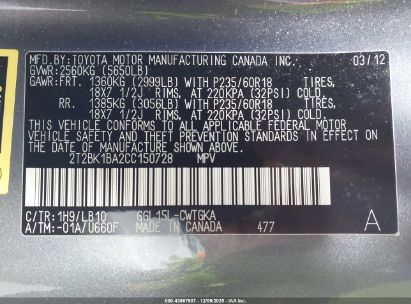 MFD. BY: TOYOTA MOTOR MANUFACTURING CANADA INC. 03/12
GVWR: 2560KG (5650LB)
GAWR: FRT. 1360KG (2999LB) WITH P235/60R18 TIRES,
18X7 1/2J RIMS, AT 220KPA (32PSI) COLD.
RR. 1385KG (3056LB) WITH P235/60R18 TIRES,
18X7 1/2J RIMS, AT 220KPA (32PSI) COLD.
THIS VEHICLE CONFORMS TO ALL APPLICABLE FEDERAL MOTOR
VEHICLE SAFETY STANDARDS IN EFFECT ON THE DATE OF
MANUFACTURE SHOWN ABOVE.
2T2BK1BA2CC150728 MPV
C/TR: 1H9/LB10 GGL15L-CWTGKA A
A/TM: -01A/U660F MADE IN CANADA 477